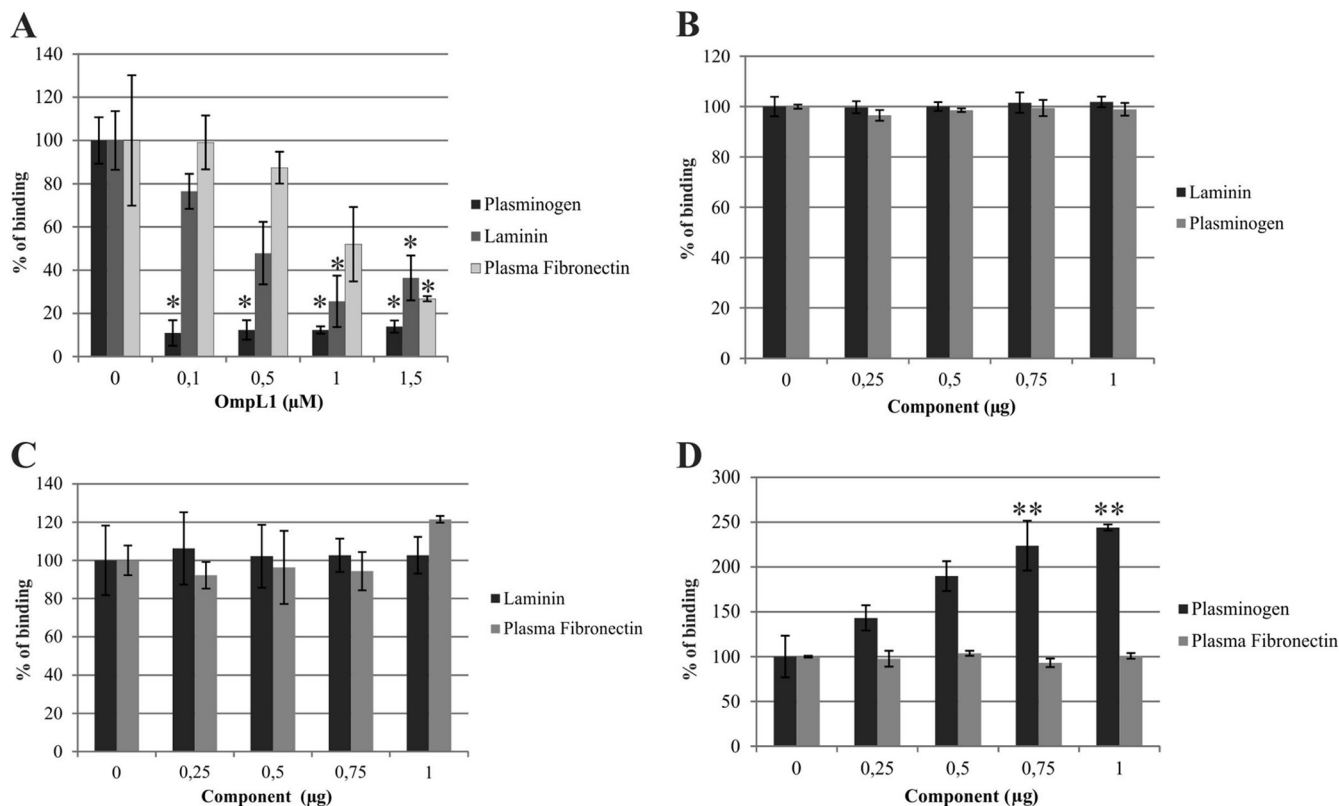 A
140
120
100
80
60
40
20
0
% of binding
* * * * * * *
0 0,1 0,5 1 1,5
OmpL1 (µM)
Plasminogen
Laminin
Plasma Fibronectin
B
120
100
80
60
40
20
0
% of binding
0 0,25 0,5 0,75 1
Component (µg)
Laminin
Plasminogen
C
140
120
100
80
60
40
20
0
% of binding
0 0,25 0,5 0,75 1
Component (µg)
Laminin
Plasma Fibronectin
D
300
250
200
150
100
50
0
% of binding
** **
0 0,25 0,5 0,75 1
Component (µg)
Plasminogen
Plasma Fibronectin